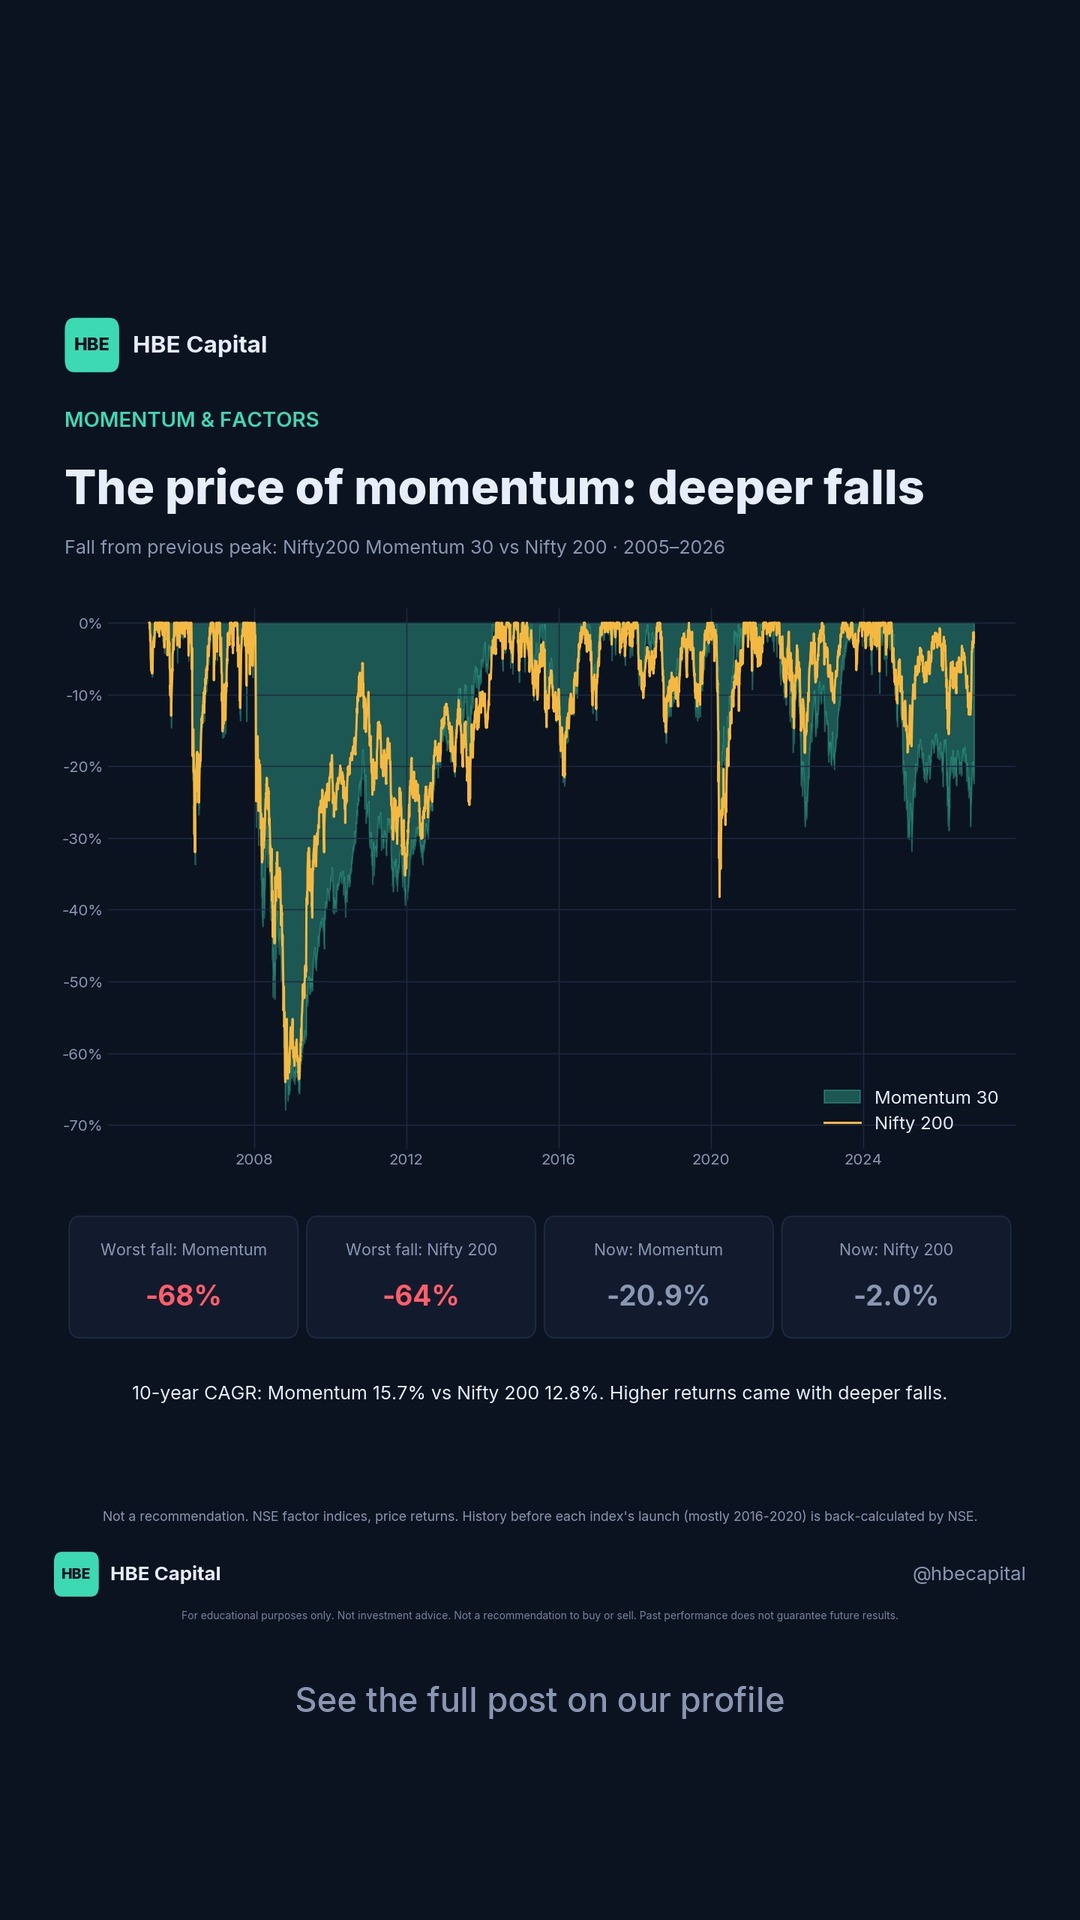 HBE HBE Capital
MOMENTUM & FACTORS
The price of momentum: deeper falls
Fall from previous peak: Nifty200 Momentum 30 vs Nifty 200 · 2005–2026
0%
-10%
-20%
-30%
-40%
-50%
-60%
-70%
Momentum 30
Nifty 200
2008 2012 2016 2020 2024
Worst fall: Momentum
-68%
Worst fall: Nifty 200
-64%
Now: Momentum
-20.9%
Now: Nifty 200
-2.0%
10-year CAGR: Momentum 15.7% vs Nifty 200 12.8%. Higher returns came with deeper falls.
Not a recommendation. NSE factor indices, price returns. History before each index's launch (mostly 2016-2020) is back-calculated by NSE.
HBE HBE Capital
@hbecapital
For educational purposes only. Not investment advice. Not a recommendation to buy or sell. Past performance does not guarantee future results.
See the full post on our profile